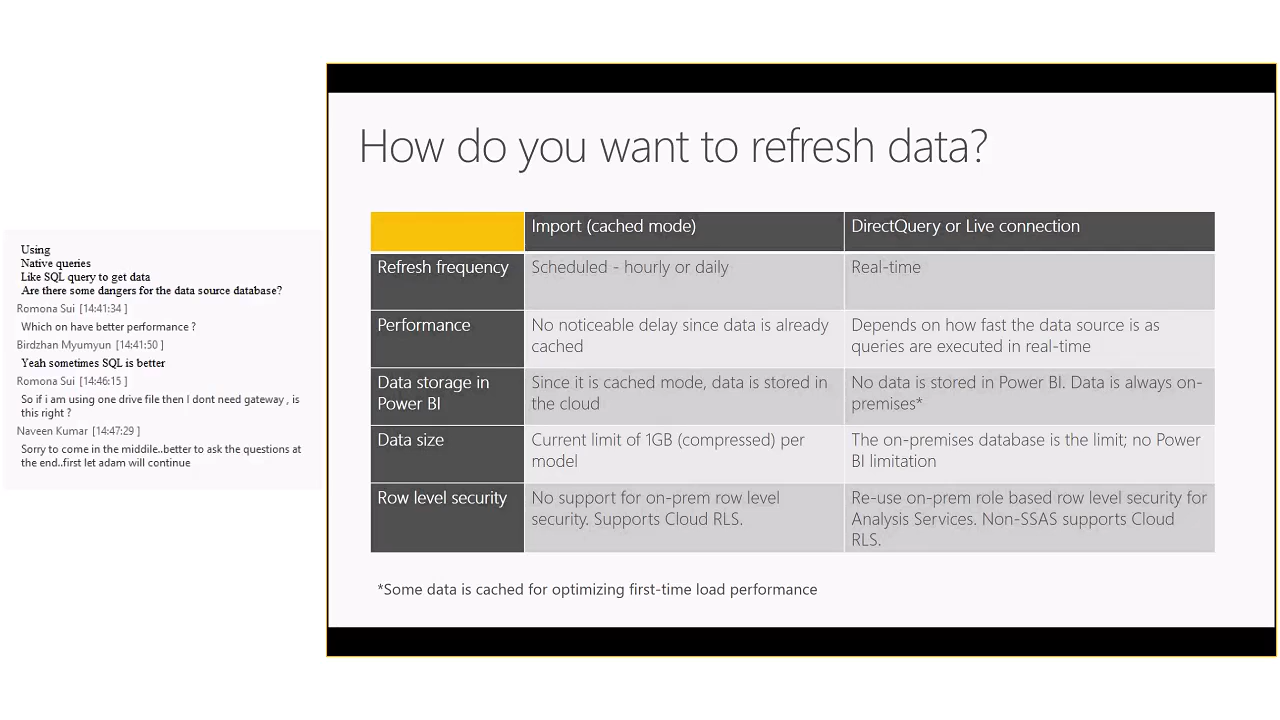 Using
Native queries
Like SQL query to get data
Are there some dangers for the data source database?
Romona Sui [14:41:34 ]
Which on have better performance ?
Birdzhan Myumyun [14:41:50 ]
Yeah sometimes SQL is better
Romona Sui [14:46:15 ]
So if i am using one drive file then I dont need gateway , is
this right ?
Naveen Kumar [14:47:29 ]
Sorry to come in the middile..better to ask the questions at
the end..first let adam will continue
How do you want to refresh data?
Import (cached mode)
DirectQuery or Live connection
Refresh frequency
Scheduled - hourly or daily
Real-time
Performance
No noticeable delay since data is already
cached
Depends on how fast the data source is as
queries are executed in real-time
Data storage in
Power BI
Since it is cached mode, data is stored in
the cloud
No data is stored in Power BI. Data is always on-
premises*
Data size
Current limit of 1GB (compressed) per
model
The on-premises database is the limit; no Power
BI limitation
Row level security
No support for on-prem row level
security. Supports Cloud RLS.
Re-use on-prem role based row level security for
Analysis Services. Non-SSAS supports Cloud
RLS.
*Some data is cached for optimizing first-time load performance